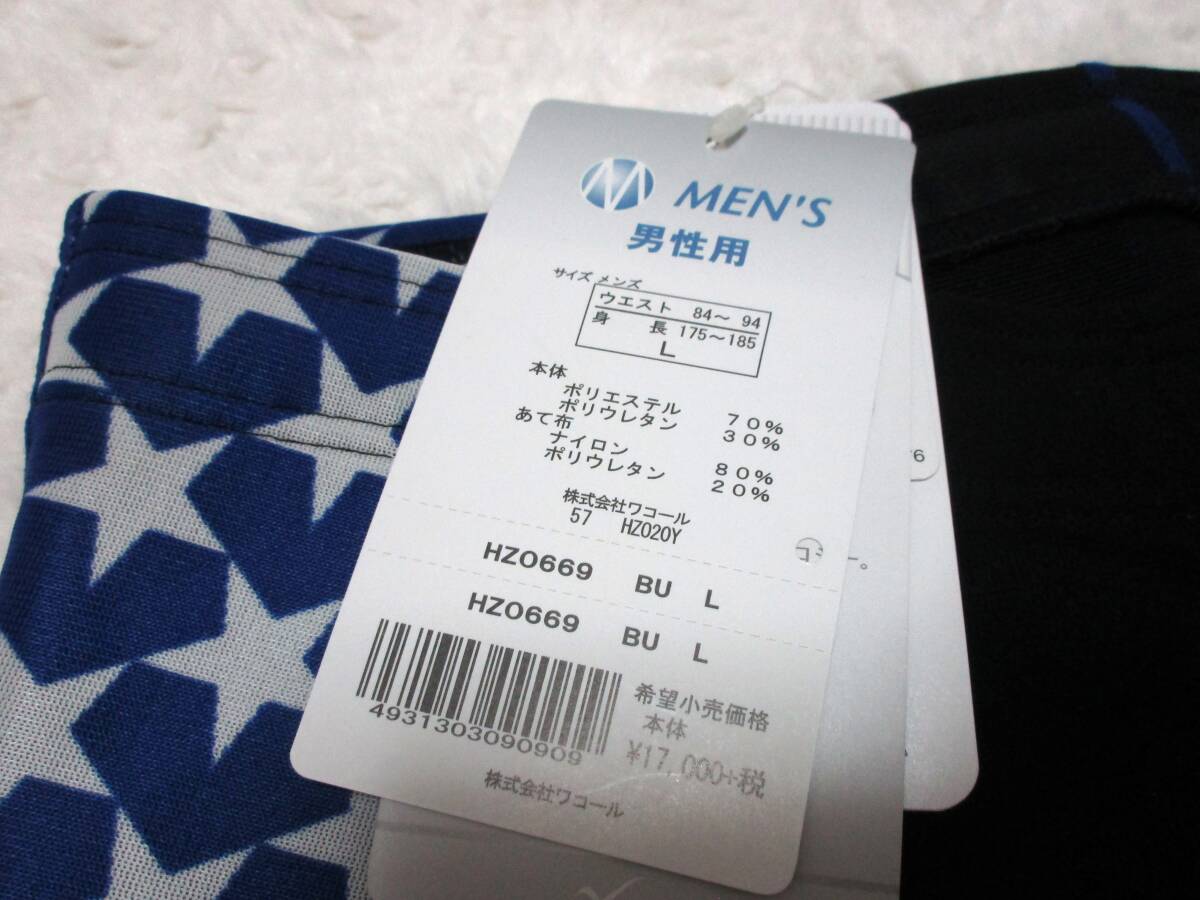 M MEN'S
男性用
サイズ メンズ
ウエスト 84～ 94
身 長 175～185
L
本体
ポリエステル 70%
ポリウレタン 30%
あて布
ナイロン 80%
ポリウレタン 20%
株式会社ワコール
57 HZ020Y
HZO669 BU L
HZO669 BU L
希望小売価格
本体
¥17,000+税
4931303090909
株式会社ワコール